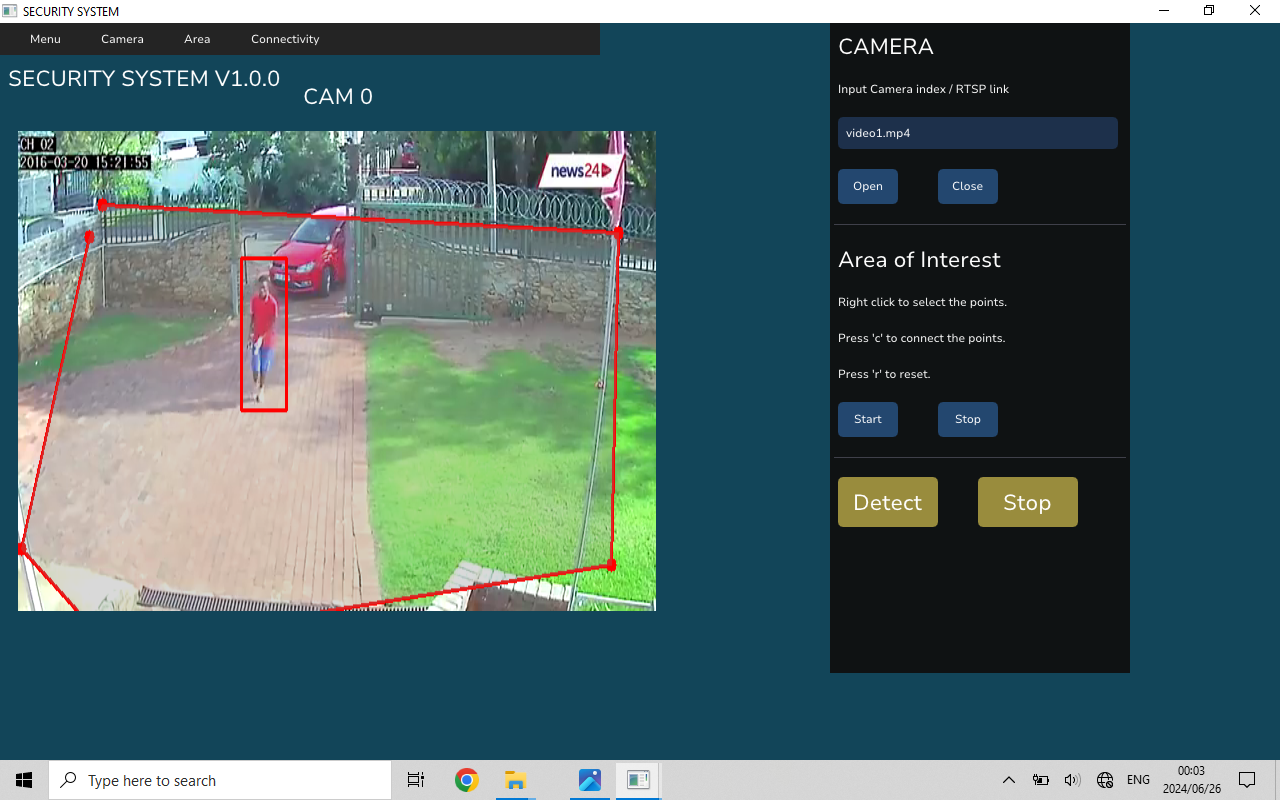 SECURITY SYSTEM
Menu Camera Area Connectivity
SECURITY SYSTEM V1.0.0
CAM 0
CH 02
2016-03-20 15:21:55
news24
CAMERA
Input Camera index / RTSP link
video1.mp4
Open Close
Area of Interest
Right click to select the points.
Press 'c' to connect the points.
Press 'r' to reset.
Start Stop
Detect Stop
Type here to search
ENG
00:03
2024/06/26